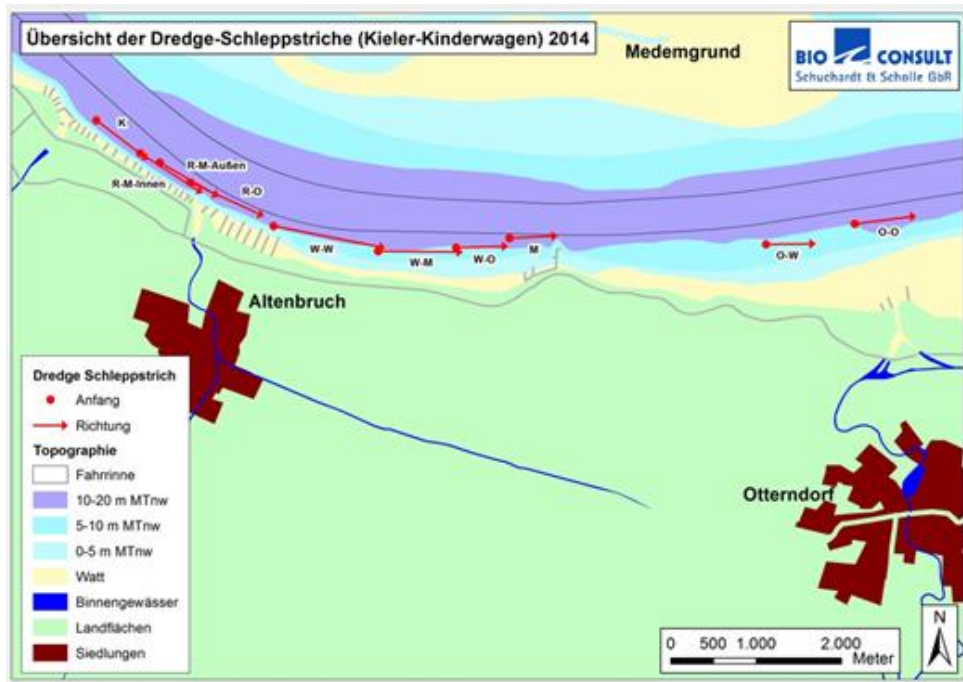 Übersicht der Dredge-Schleppstriche (Kieler-Kinderwagen) 2014
Medemgrund
BIO CONSULT
Schuchardt & Scholle GbR
K
R-M-Außen
R-M-Innen
R-O
W-W
W-M
W-O
M
O-W
O-O
Altenbruch
Otterndorf
Dredge Schleppstrich
Anfang
Richtung
Topographie
Fahrrinne
10-20 m MTnw
5-10 m MTnw
0-5 m MTnw
Watt
Binnengewässer
Landflächen
Siedlungen
N
0 500 1.000 2.000
Meter